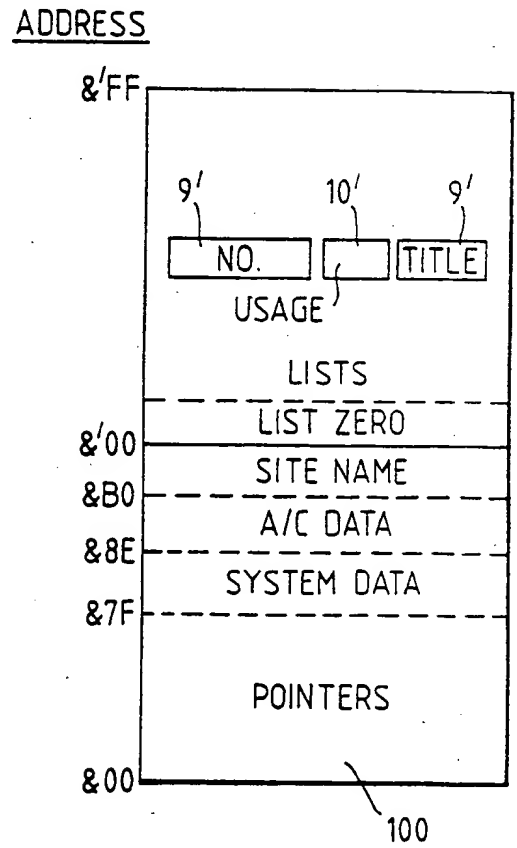 ADDRESS
&'FF
9' 10' 9'
NO. TITLE
USAGE
LISTS
LIST ZERO
&'00
SITE NAME
&B0
A/C DATA
&8E
SYSTEM DATA
&7F
POINTERS
&00
100